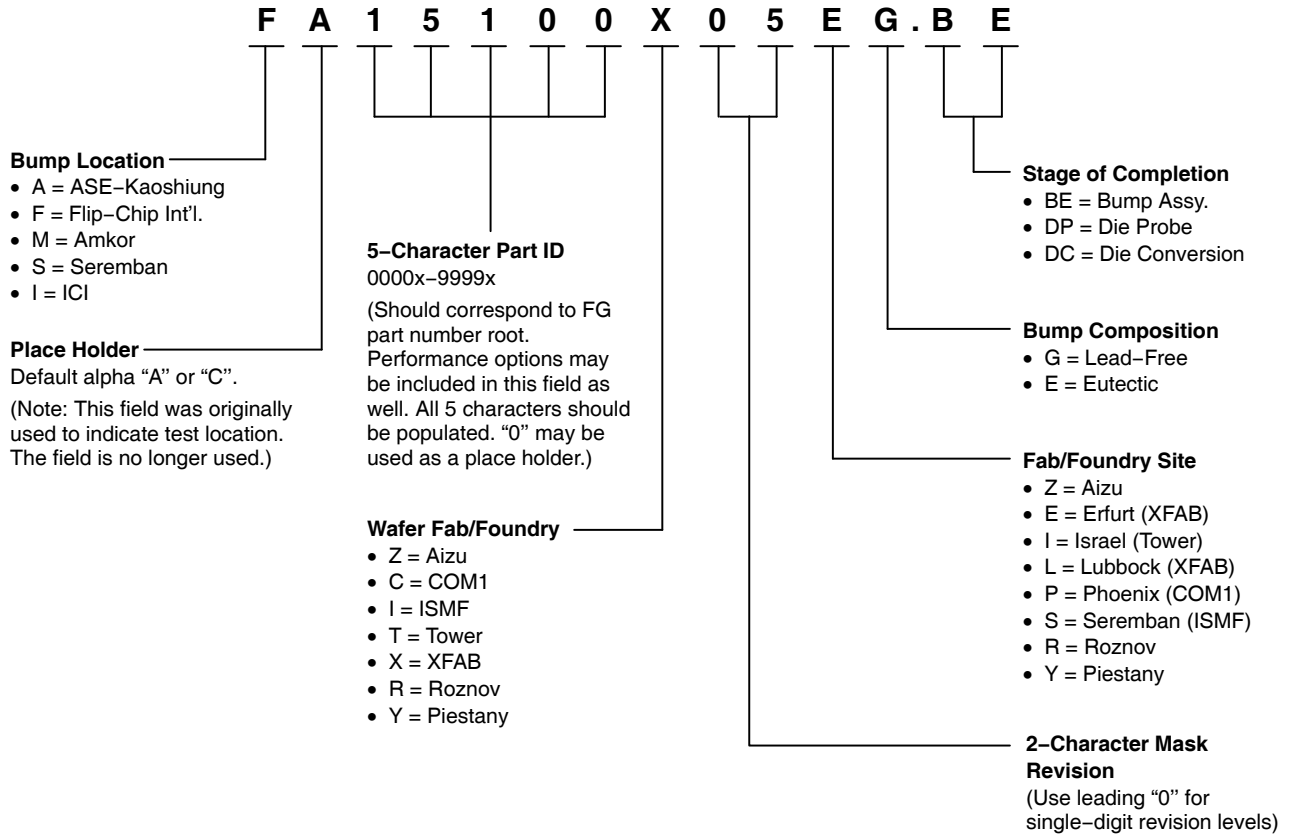 F A 1 5 1 0 0 X 0 5 E G . B E
Bump Location
• A = ASE−Kaoshiung
• F = Flip−Chip Int'l.
• M = Amkor
• S = Seremban
• I = ICI
Place Holder
Default alpha “A” or “C”.
(Note: This field was originally
used to indicate test location.
The field is no longer used.)
5−Character Part ID
0000x−9999x
(Should correspond to FG
part number root.
Performance options may
be included in this field as
well. All 5 characters should
be populated. “0” may be
used as a place holder.)
Wafer Fab/Foundry
• Z = Aizu
• C = COM1
• I = ISMF
• T = Tower
• X = XFAB
• R = Roznov
• Y = Piestany
Stage of Completion
• BE = Bump Assy.
• DP = Die Probe
• DC = Die Conversion
Bump Composition
• G = Lead−Free
• E = Eutectic
Fab/Foundry Site
• Z = Aizu
• E = Erfurt (XFAB)
• I = Israel (Tower)
• L = Lubbock (XFAB)
• P = Phoenix (COM1)
• S = Seremban (ISMF)
• R = Roznov
• Y = Piestany
2−Character Mask
Revision
(Use leading “0” for
single−digit revision levels)